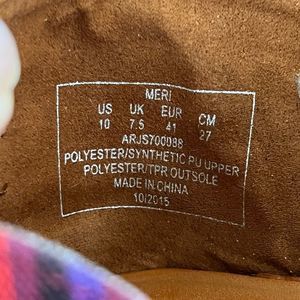 MERI
US UK EUR CM
10 7.5 41 27
ARJS700088
POLYESTER/SYNTHETIC PU UPPER
POLYESTER/TPR OUTSOLE
MADE IN CHINA
10/2015